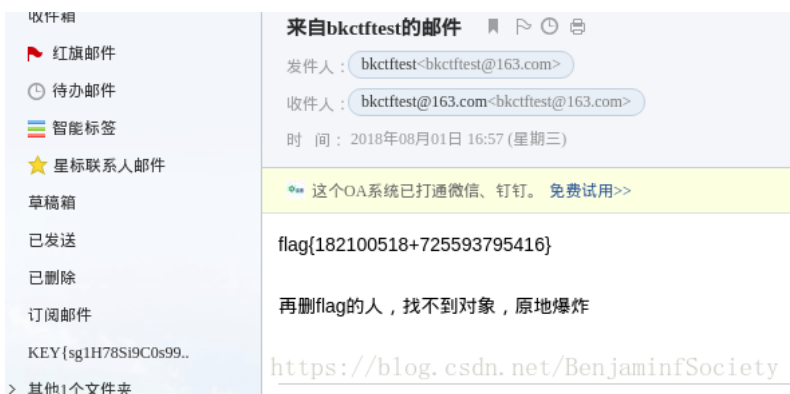 收件箱
红旗邮件
待办邮件
智能标签
星标联系人邮件
草稿箱
已发送
已删除
订阅邮件
KEY{sg1H78Si9C0s99..
其他1个文件夹
来自bkctftest的邮件
发件人：bkctftest<bkctftest@163.com>
收件人：bkctftest@163.com<bkctftest@163.com>
时 间：2018年08月01日 16:57 (星期三)
这个OA系统已打通微信、钉钉。 免费试用>>
flag{182100518+725593795416}
再删flag的人，找不到对象，原地爆炸
https://blog.csdn.net/BenjaminfSociety